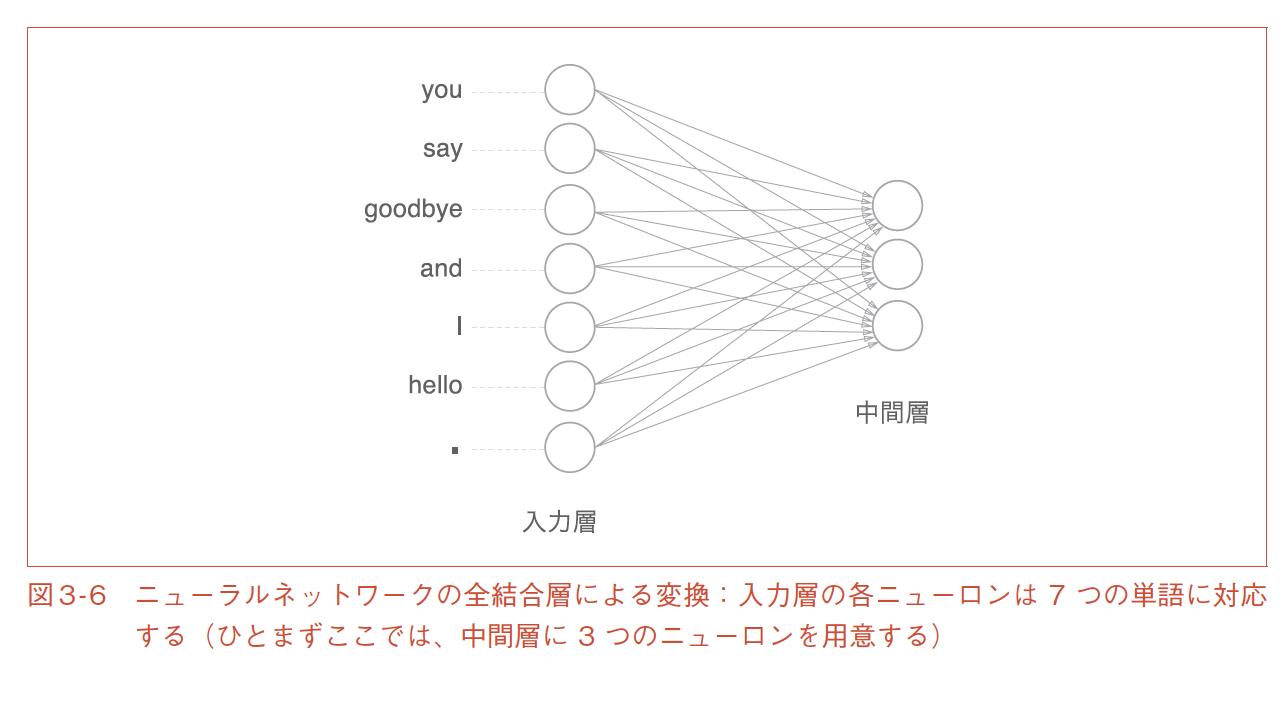 you
say
goodbye
and
I
hello
.
中間層
入力層
図3-6 ニューラルネットワークの全結合層による変換：入力層の各ニューロンは 7 つの単語に対応
する（ひとまずここでは、中間層に 3 つのニューロンを用意する）